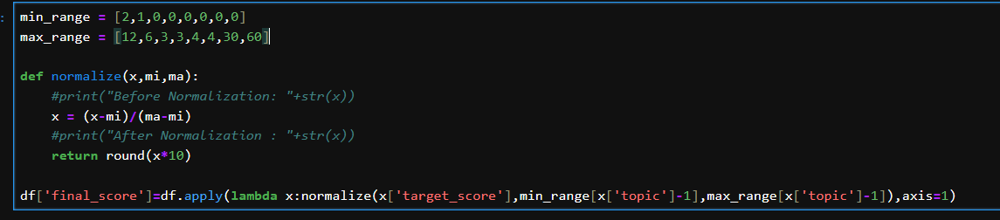 :
min_range = [2,1,0,0,0,0,0,0]
max_range = [12,6,3,3,4,4,30,60]

def normalize(x,mi,ma):
    #print("Before Normalization: "+str(x))
    x = (x-mi)/(ma-mi)
    #print("After Normalization : "+str(x))
    return round(x*10)

df['final_score']=df.apply(lambda x:normalize(x['target_score'],min_range[x['topic']-1],max_range[x['topic']-1]),axis=1)